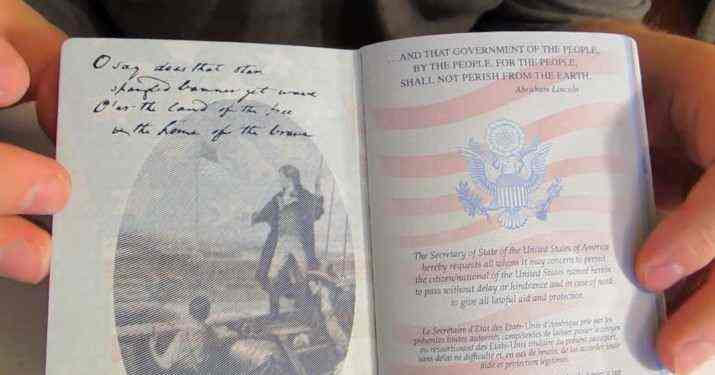 O say does that star
spangled banner yet wave
O'er the land of the free
& the home of the brave
. . . AND THAT GOVERNMENT OF THE PEOPLE,
BY THE PEOPLE, FOR THE PEOPLE,
SHALL NOT PERISH FROM THE EARTH.
Abraham Lincoln
The Secretary of State of the United States of America
hereby requests all whom it may concern to permit
the citizen/national of the United States named herein
to pass without delay or hindrance and in case of need
to give all lawful aid and protection.
Le Secrétaire d'Etat des Etats-Unis d'Amérique prie par les
présentes toutes autorités compétentes de laisser passer le citoyen
ou ressortissant des Etats-Unis titulaire du présent passeport,
sans délai ni difficulté et, en cas de besoin, de lui accorder toute
aide et protection légitimes.